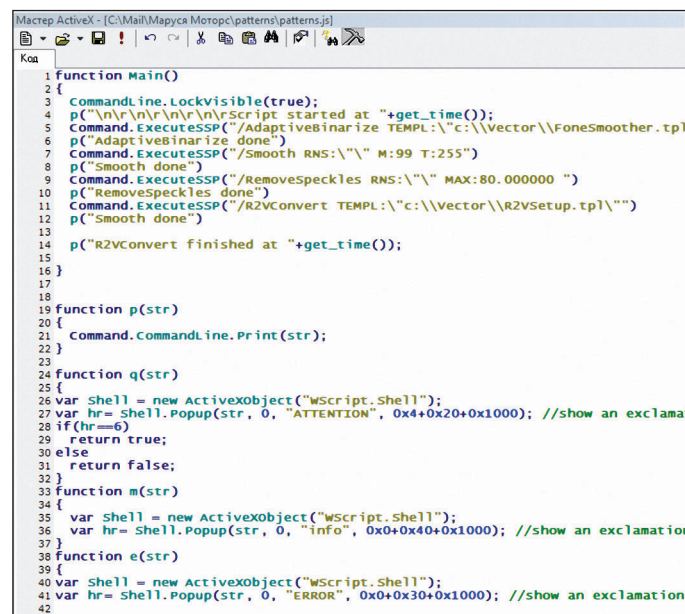 Мастер ActiveX - [C:\Mail\Маруся Моторс\patterns\patterns.js]
Код
1 function Main()
2 {
3   CommandLine.LockVisible(true);
4   p("\n\r\n\r\n\r\n\rScript started at "+get_time());
5   Command.ExecuteSSP("/AdaptiveBinarize TEMPL:\"c:\\Vector\\FoneSmoother.tpl
6   p("AdaptiveBinarize done")
7   Command.ExecuteSSP("/Smooth RNS:\"\" M:99 T:255")
8   p("Smooth done")
9   Command.ExecuteSSP("/RemoveSpeckles RNS:\"\" MAX:80.000000 ")
10   p("RemoveSpeckles done")
11   Command.ExecuteSSP("/R2VConvert TEMPL:\"c:\\Vector\\R2VSetup.tpl\"")
12   p("Smooth done")
13
14   p("R2VConvert finished at "+get_time());
15
16 }
17
18
19 function p(str)
20 {
21   Command.CommandLine.Print(str);
22 }
23
24 function q(str)
25 {
26 var Shell = new ActiveXObject("WScript.Shell");
27 var hr= Shell.Popup(str, 0, "ATTENTION", 0x4+0x20+0x1000); //show an exclama
28 if(hr==6)
29   return true;
30 else
31   return false;
32 }
33 function m(str)
34 {
35   var Shell = new ActiveXObject("WScript.Shell");
36   var hr= Shell.Popup(str, 0, "info", 0x0+0x40+0x1000); //show an exclamation
37 }
38 function e(str)
39 {
40 var Shell = new ActiveXObject("WScript.Shell");
41 var hr= Shell.Popup(str, 0, "ERROR", 0x0+0x30+0x1000); //show an exclamation
42